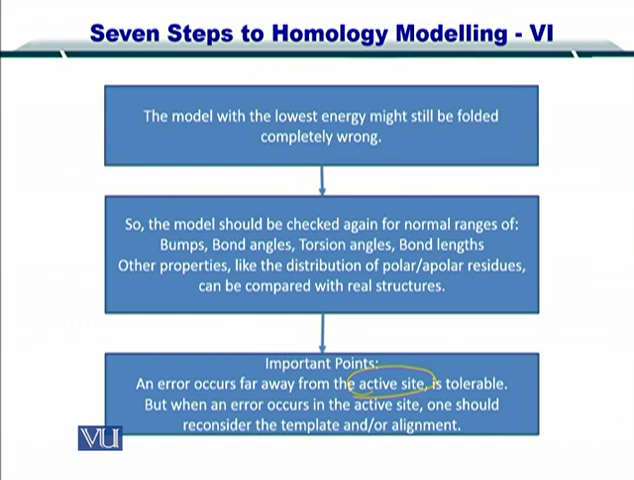 Seven Steps to Homology Modelling - VI
The model with the lowest energy might still be folded
completely wrong.
So, the model should be checked again for normal ranges of:
Bumps, Bond angles, Torsion angles, Bond lengths
Other properties, like the distribution of polar/apolar residues,
can be compared with real structures.
Important Points:
An error occurs far away from the active site, is tolerable.
But when an error occurs in the active site, one should
reconsider the template and/or alignment.
VU